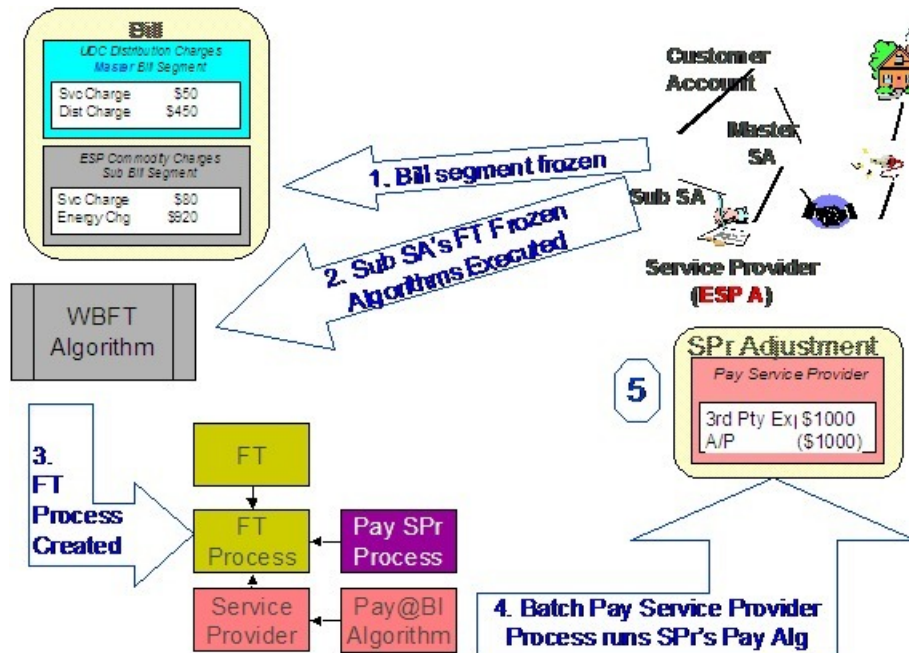 Bill
UDC Distribution Charges
Master Bill Segment
Svc Charge $50
Dist Charge $450
ESP Commodity Charges
Sub Bill Segment
Svc Charge $80
Energy Chg $920
Customer
Account
Master
SA
Sub SA
Service Provider
(ESP A)
1. Bill segment frozen
2. Sub SA's FT Frozen
Algorithms Executed
WBFT
Algorithm
SPr Adjustment
Pay Service Provider
3rd Pty Exp $1000
A/P ($1000)
5
3.
FT
Process
Created
FT
FT
Process
Pay SPr
Process
Service
Provider
Pay@BI
Algorithm
4. Batch Pay Service Provider
Process runs SPr's Pay Alg